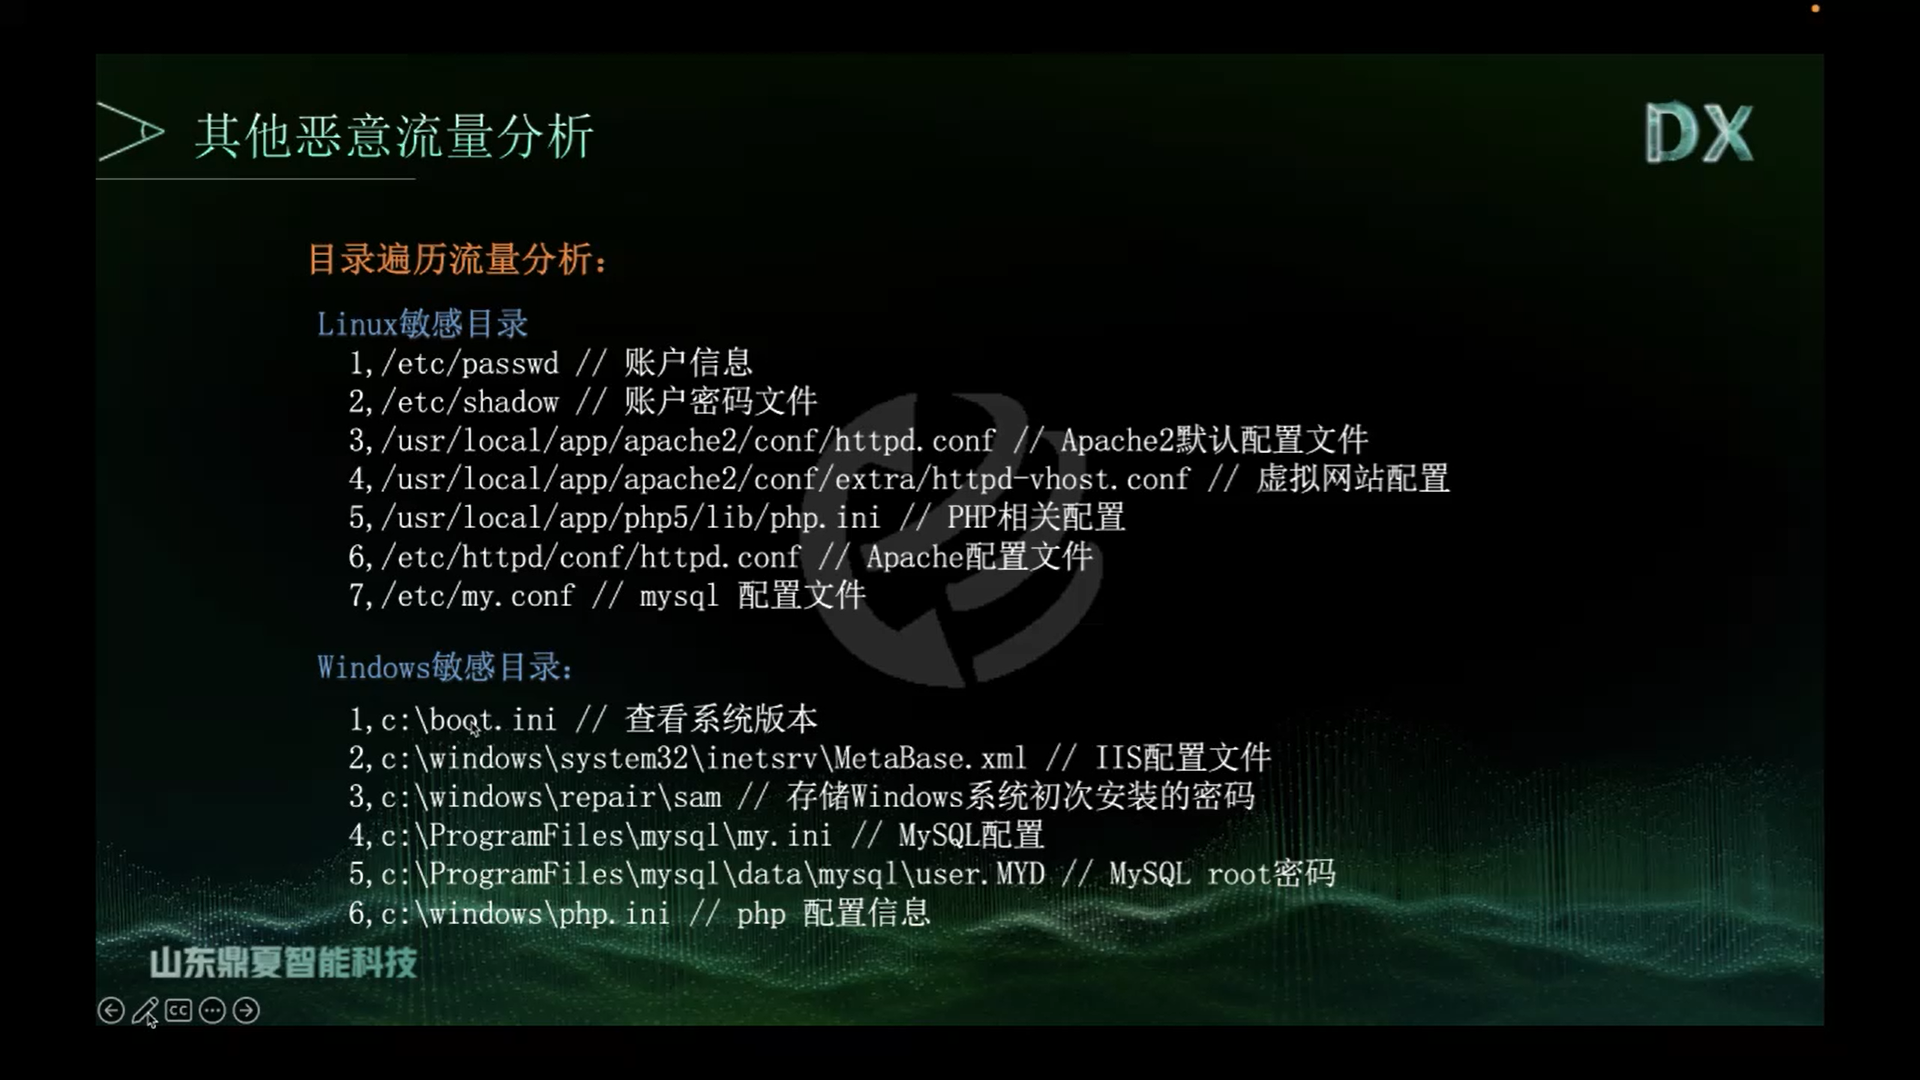 其他恶意流量分析
DX
目录遍历流量分析：
Linux敏感目录
1,/etc/passwd // 账户信息
2,/etc/shadow // 账户密码文件
3,/usr/local/app/apache2/conf/httpd.conf // Apache2默认配置文件
4,/usr/local/app/apache2/conf/extra/httpd-vhost.conf // 虚拟网站配置
5,/usr/local/app/php5/lib/php.ini // PHP相关配置
6,/etc/httpd/conf/httpd.conf // Apache配置文件
7,/etc/my.conf // mysql 配置文件
Windows敏感目录：
1,c:\boot.ini // 查看系统版本
2,c:\windows\system32\inetsrv\MetaBase.xml // IIS配置文件
3,c:\windows\repair\sam // 存储Windows系统初次安装的密码
4,c:\ProgramFiles\mysql\my.ini // MySQL配置
5,c:\ProgramFiles\mysql\data\mysql\user.MYD // MySQL root密码
6,c:\windows\php.ini // php 配置信息
山东鼎夏智能科技
CC